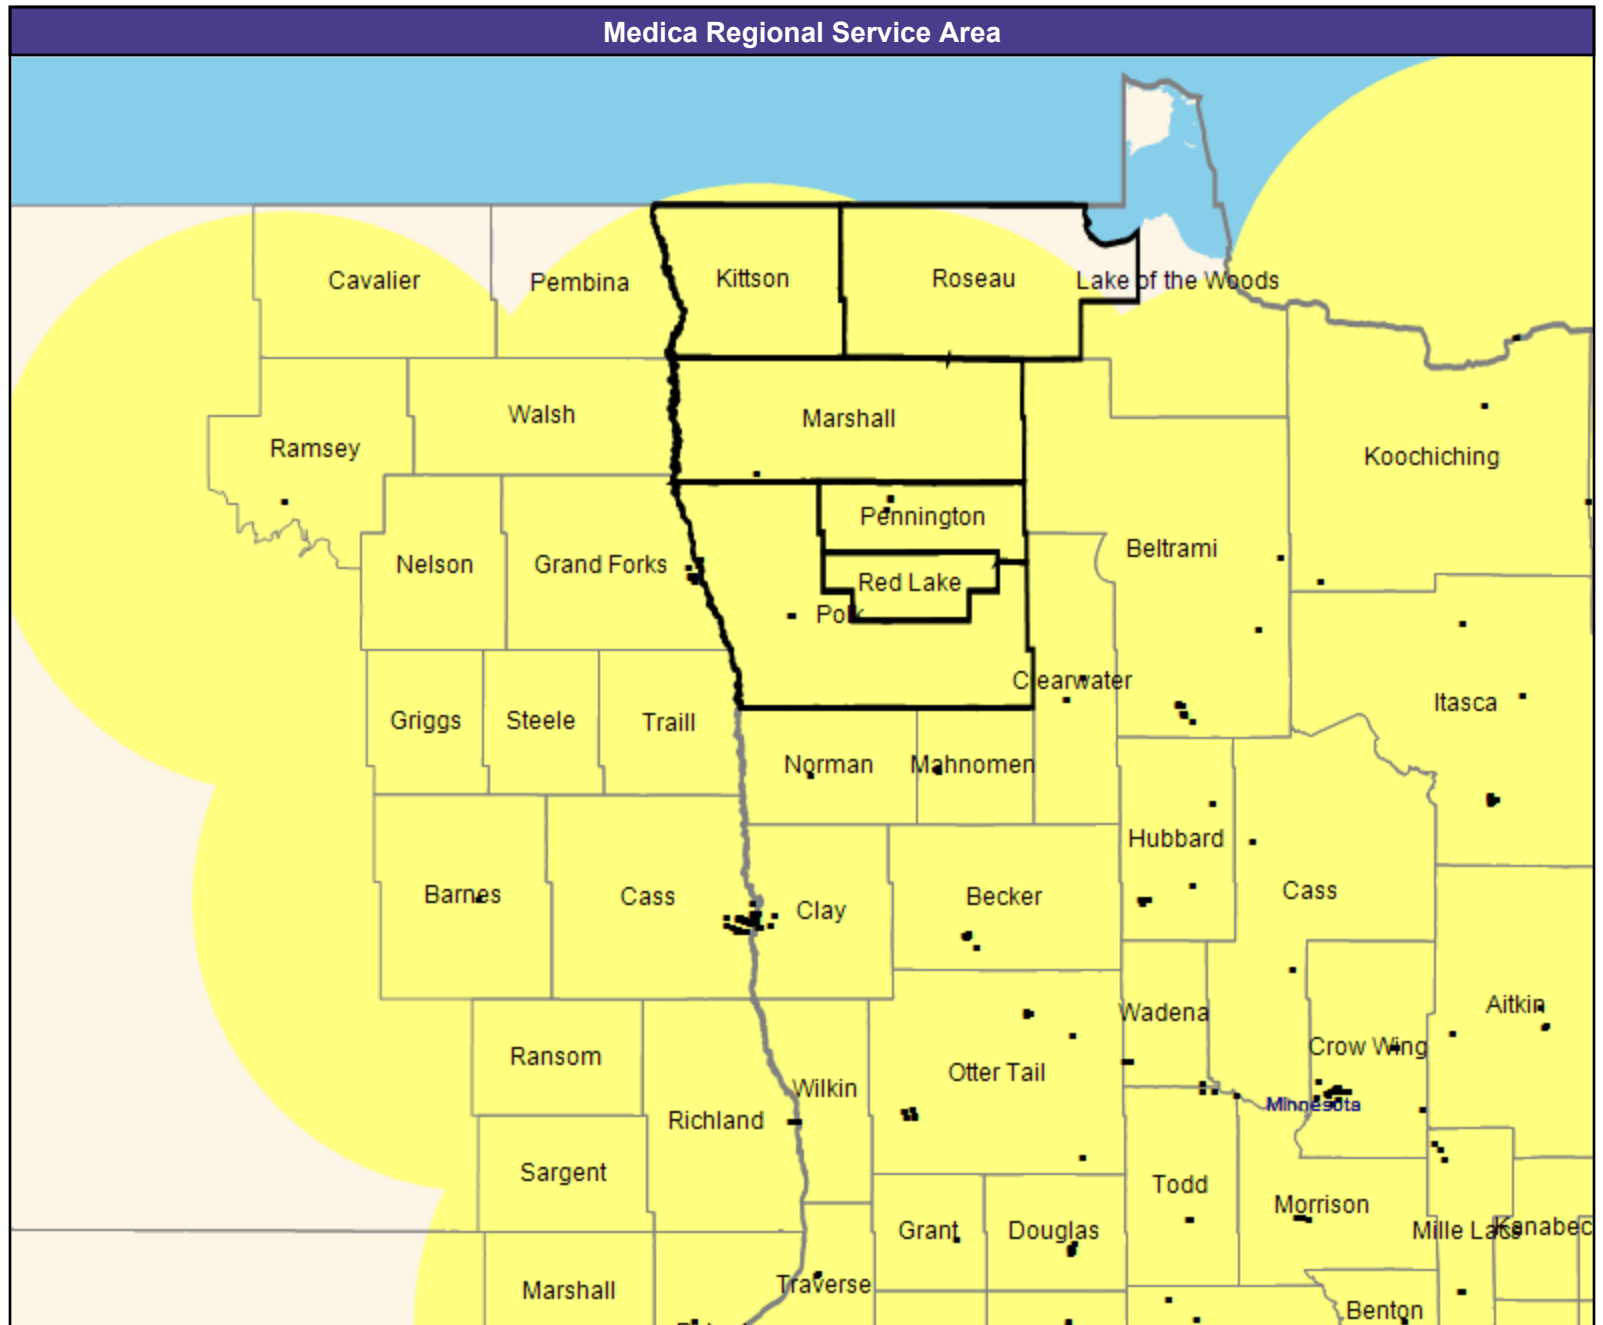 Medica Regional Service Area
Cavalier
Pembina
Kittson
Roseau
Lake of the Woods
Walsh
Marshall
Ramsey
Koochiching
Pennington
Beltrami
Nelson
Grand Forks
Red Lake
Polk
Clearwater
Itasca
Griggs
Steele
Traill
Norman
Mahnomen
Hubbard
Barnes
Cass
Clay
Becker
Cass
Aitkin
Wadena
Crow Wing
Ransom
Otter Tail
Wilkin
Minnesota
Richland
Sargent
Todd
Morrison
Grant
Douglas
Mille Lacs
Kanabec
Marshall
Traverse
Benton